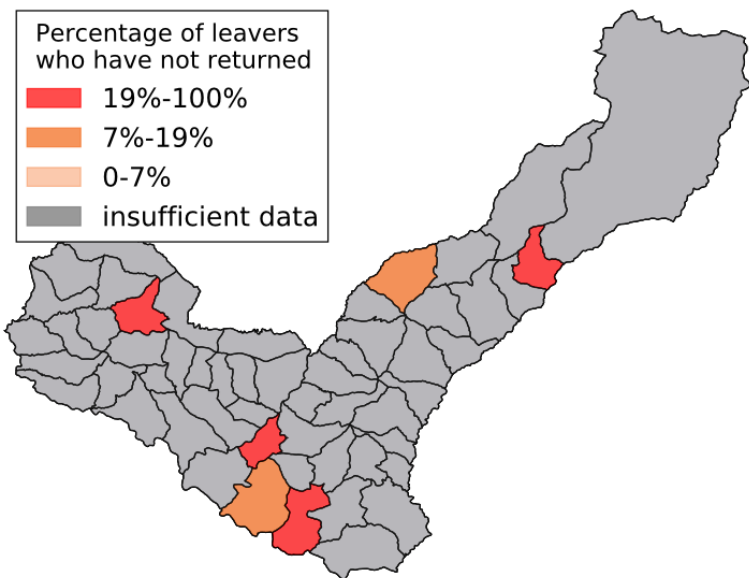 Percentage of leavers
who have not returned
19%-100%
7%-19%
0-7%
insufficient data